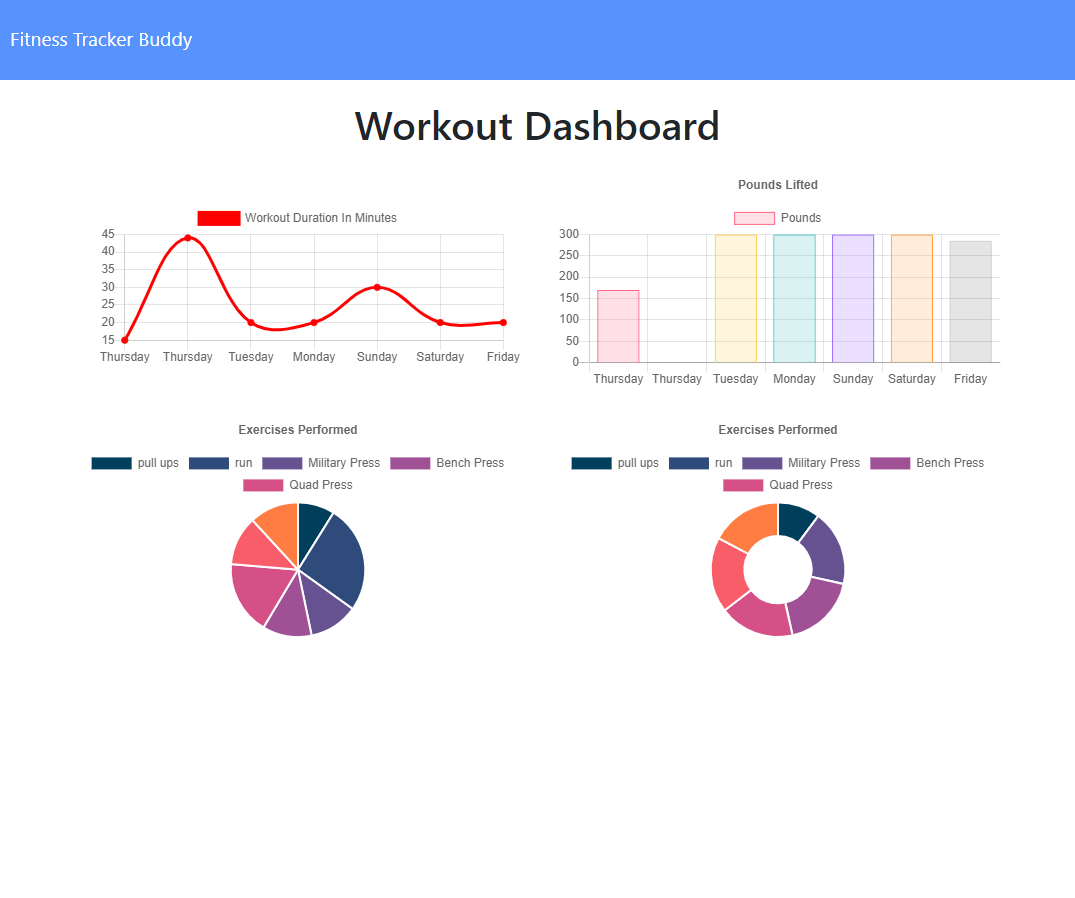 Fitness Tracker Buddy
Workout Dashboard
Workout Duration In Minutes
45
40
35
30
25
20
15
Thursday Thursday Tuesday Monday Sunday Saturday Friday
Pounds Lifted
Pounds
300
250
200
150
100
50
0
Thursday Thursday Tuesday Monday Sunday Saturday Friday
Exercises Performed
pull ups run Military Press Bench Press
Quad Press
Exercises Performed
pull ups run Military Press Bench Press
Quad Press